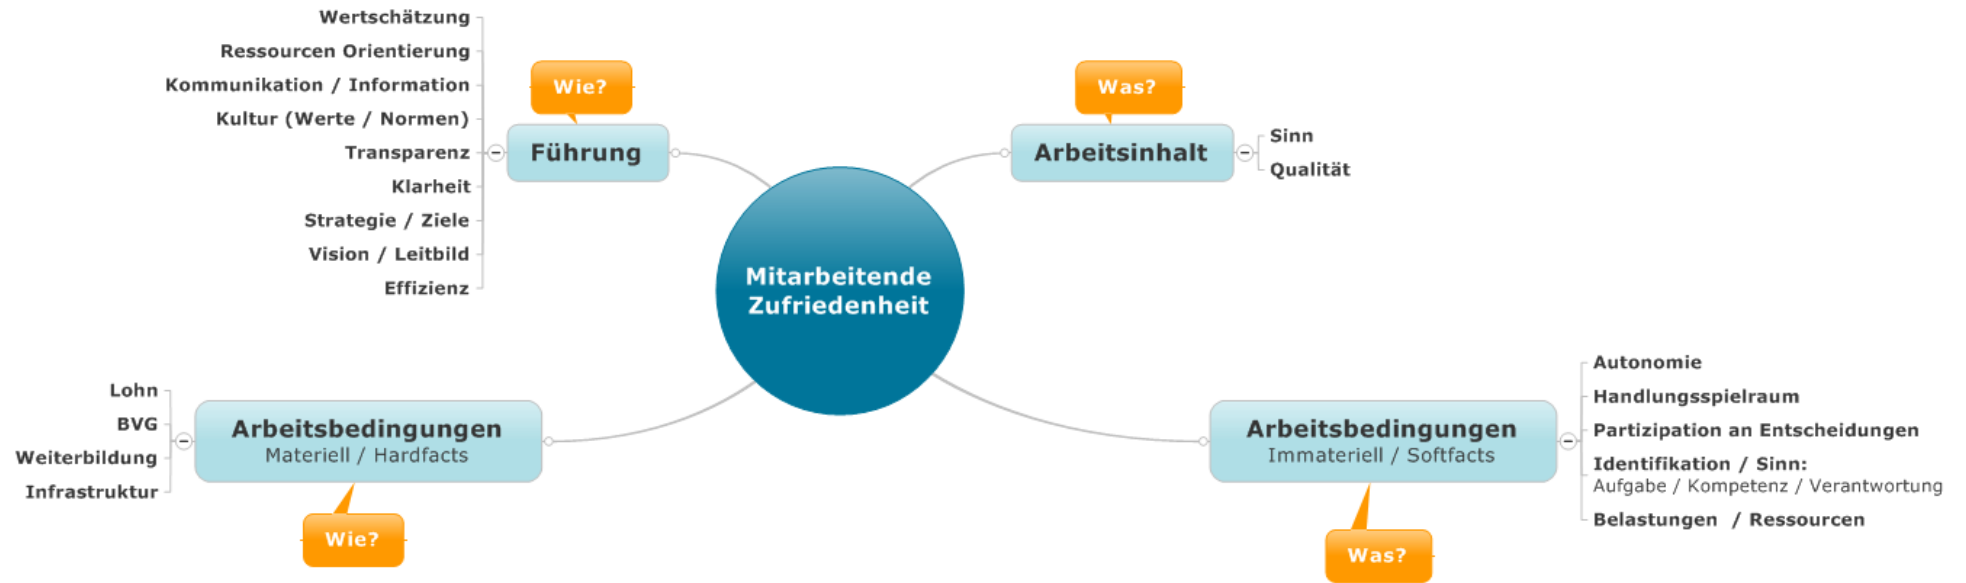 Wertschätzung
Ressourcen Orientierung
Kommunikation / Information
Kultur (Werte / Normen)
Transparenz
Klarheit
Strategie / Ziele
Vision / Leitbild
Effizienz
Wie?
Führung
Was?
Arbeitsinhalt
Sinn
Qualität
Mitarbeitende
Zufriedenheit
Lohn
BVG
Weiterbildung
Infrastruktur
Arbeitsbedingungen
Materiell / Hardfacts
Wie?
Arbeitsbedingungen
Immateriell / Softfacts
Was?
Autonomie
Handlungsspielraum
Partizipation an Entscheidungen
Identifikation / Sinn:
Aufgabe / Kompetenz / Verantwortung
Belastungen / Ressourcen